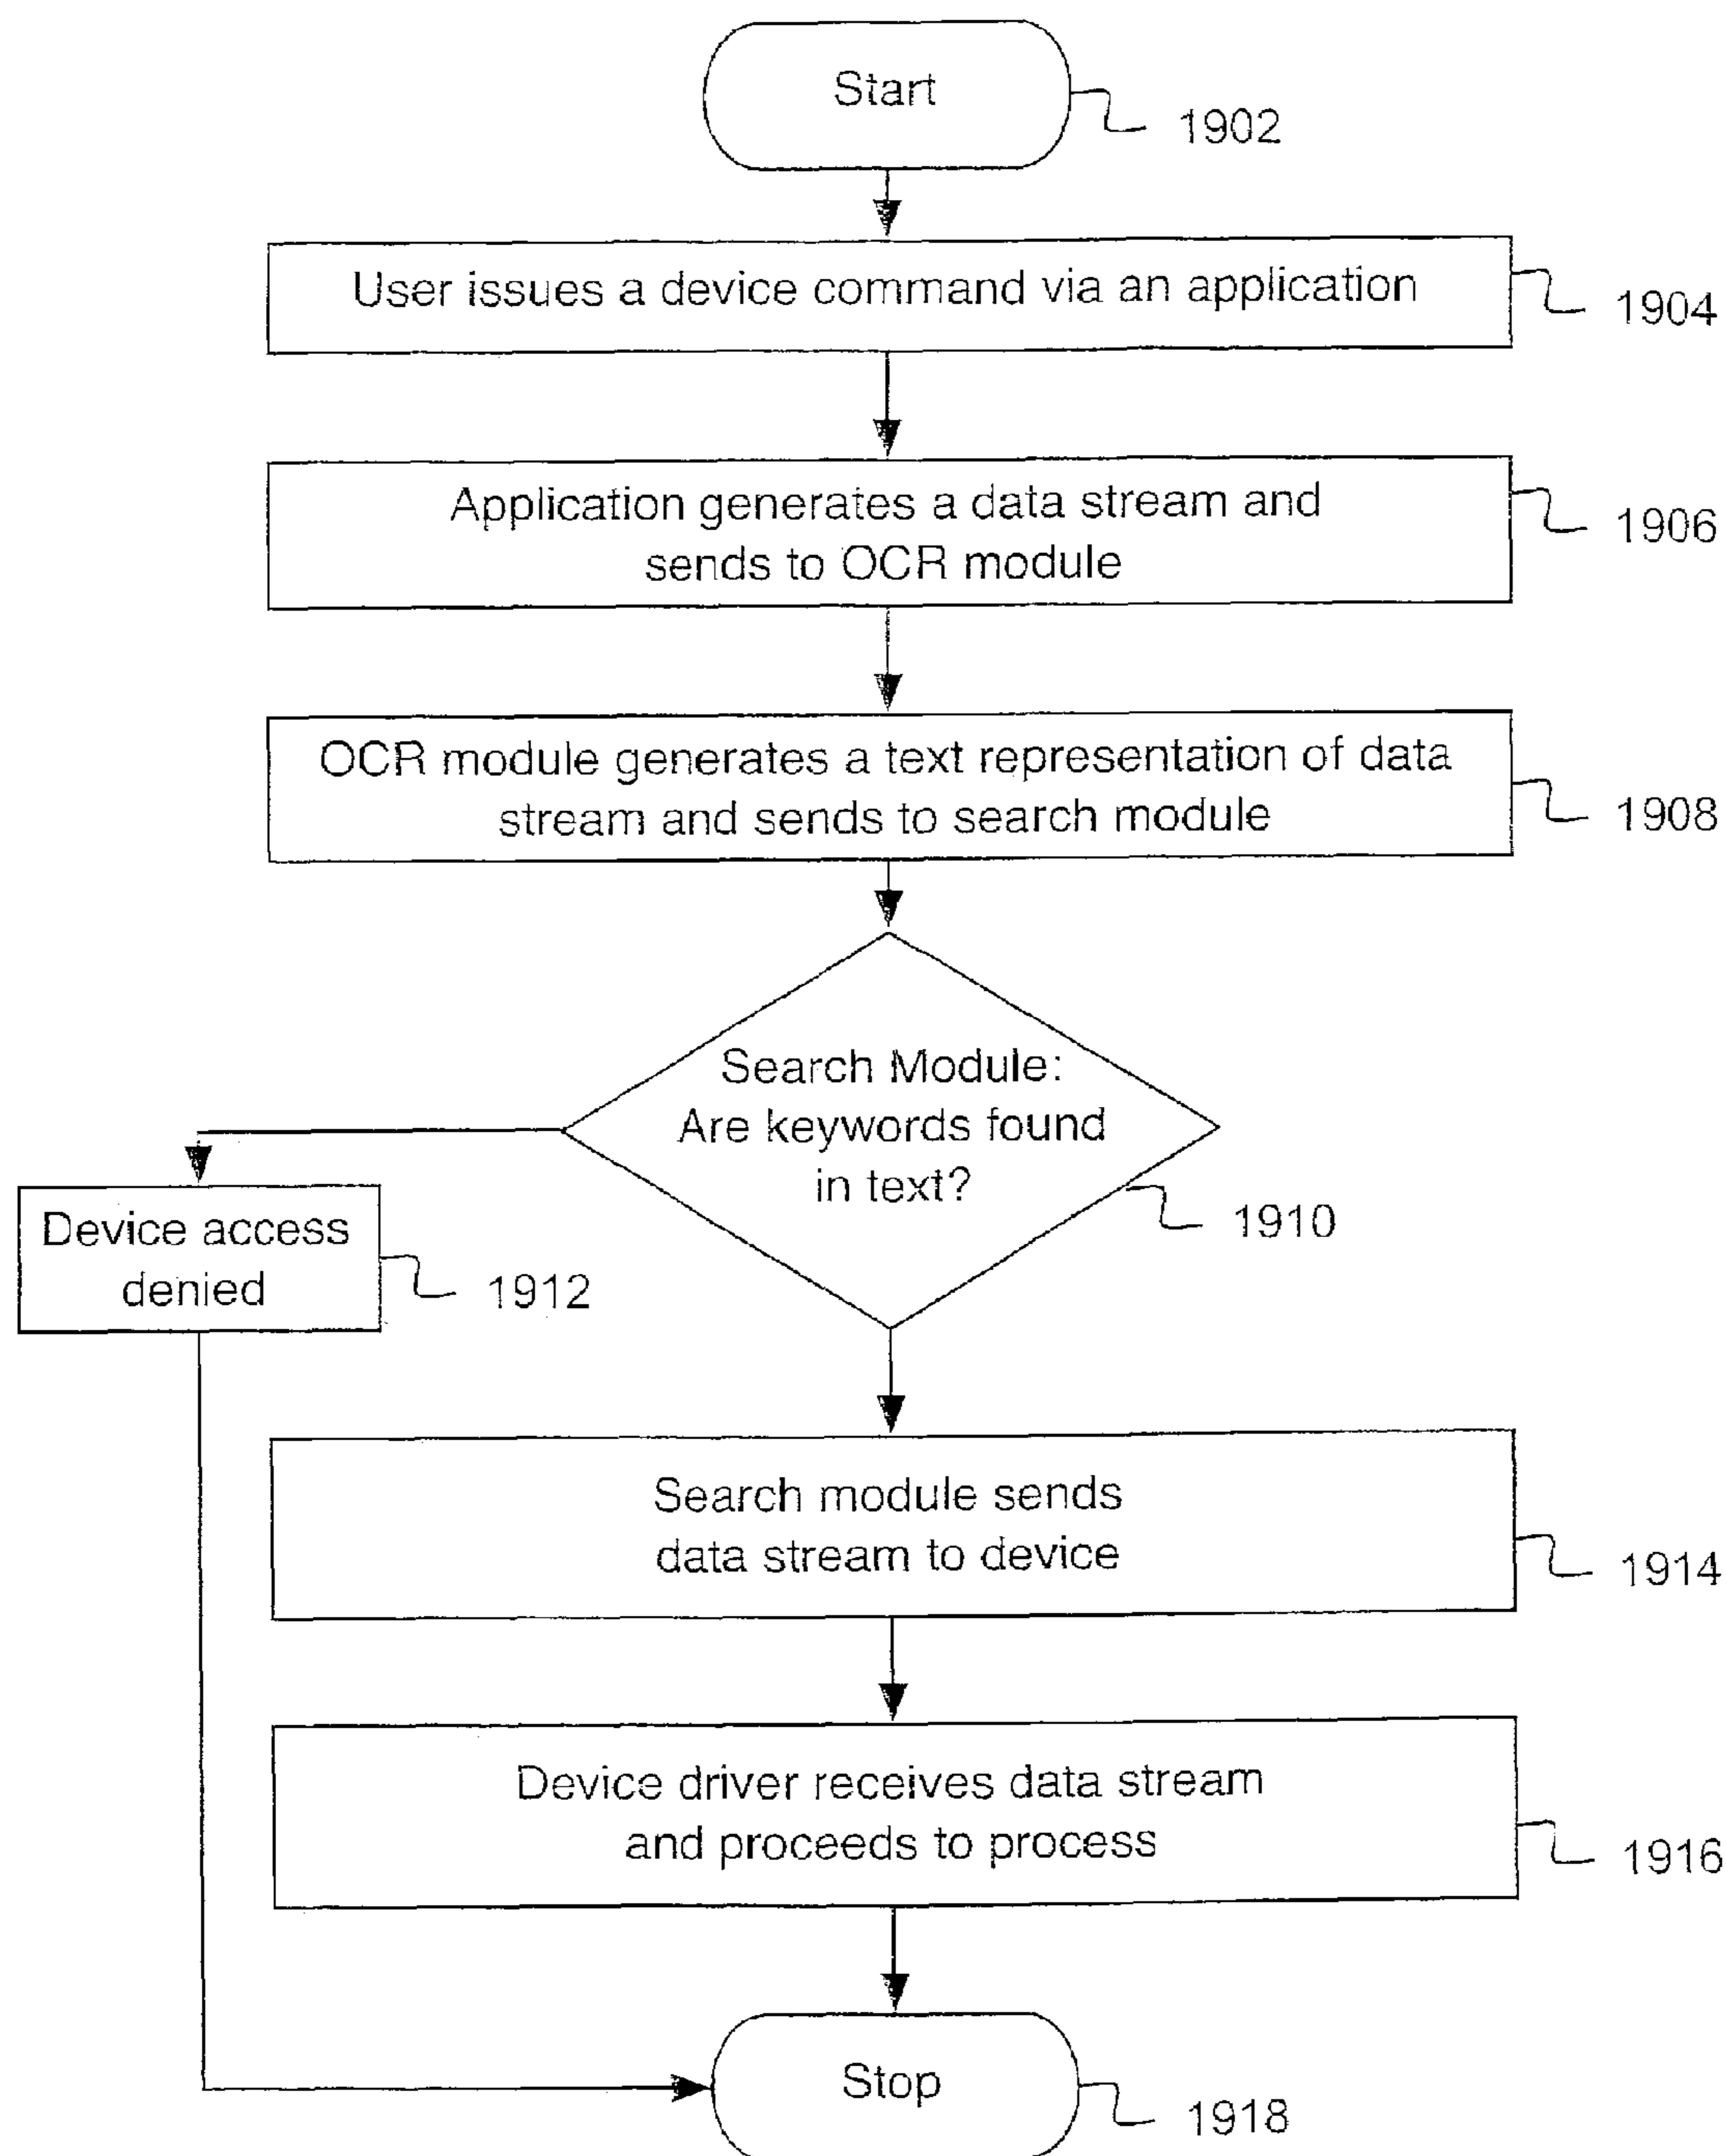 Start
1902
User issues a device command via an application
1904
Application generates a data stream and
sends to OCR module
1906
OCR module generates a text representation of data
stream and sends to search module
1908
Search Module:
Are keywords found
in text?
1910
Device access
denied
1912
Search module sends
data stream to device
1914
Device driver receives data stream
and proceeds to process
1916
Stop
1918